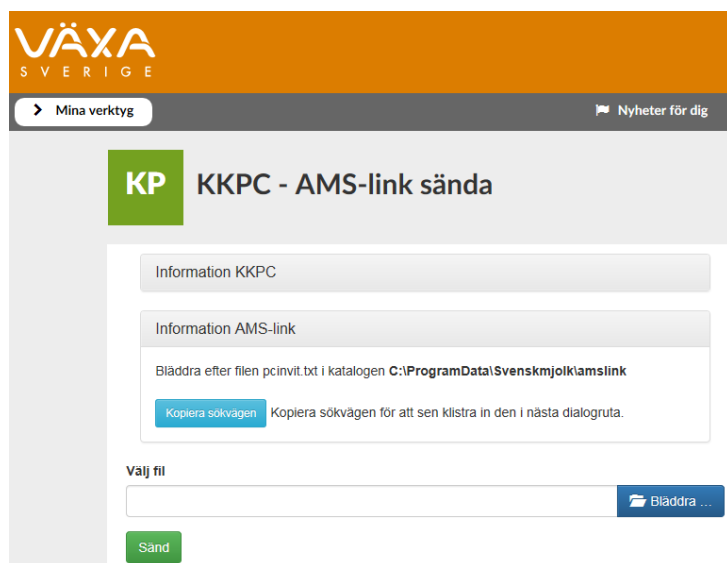 VÄXA
SVERIGE
Mina verktyg
Nyheter för dig
KP
KKPC - AMS-link sända
Information KKPC
Information AMS-link
Bläddra efter filen pcinvit.txt i katalogen C:\ProgramData\Svenskmjolk\amslink
Kopiera sökvägen Kopiera sökvägen för att sen klistra in den i nästa dialogruta.
Välj fil
Bläddra ...
Sänd